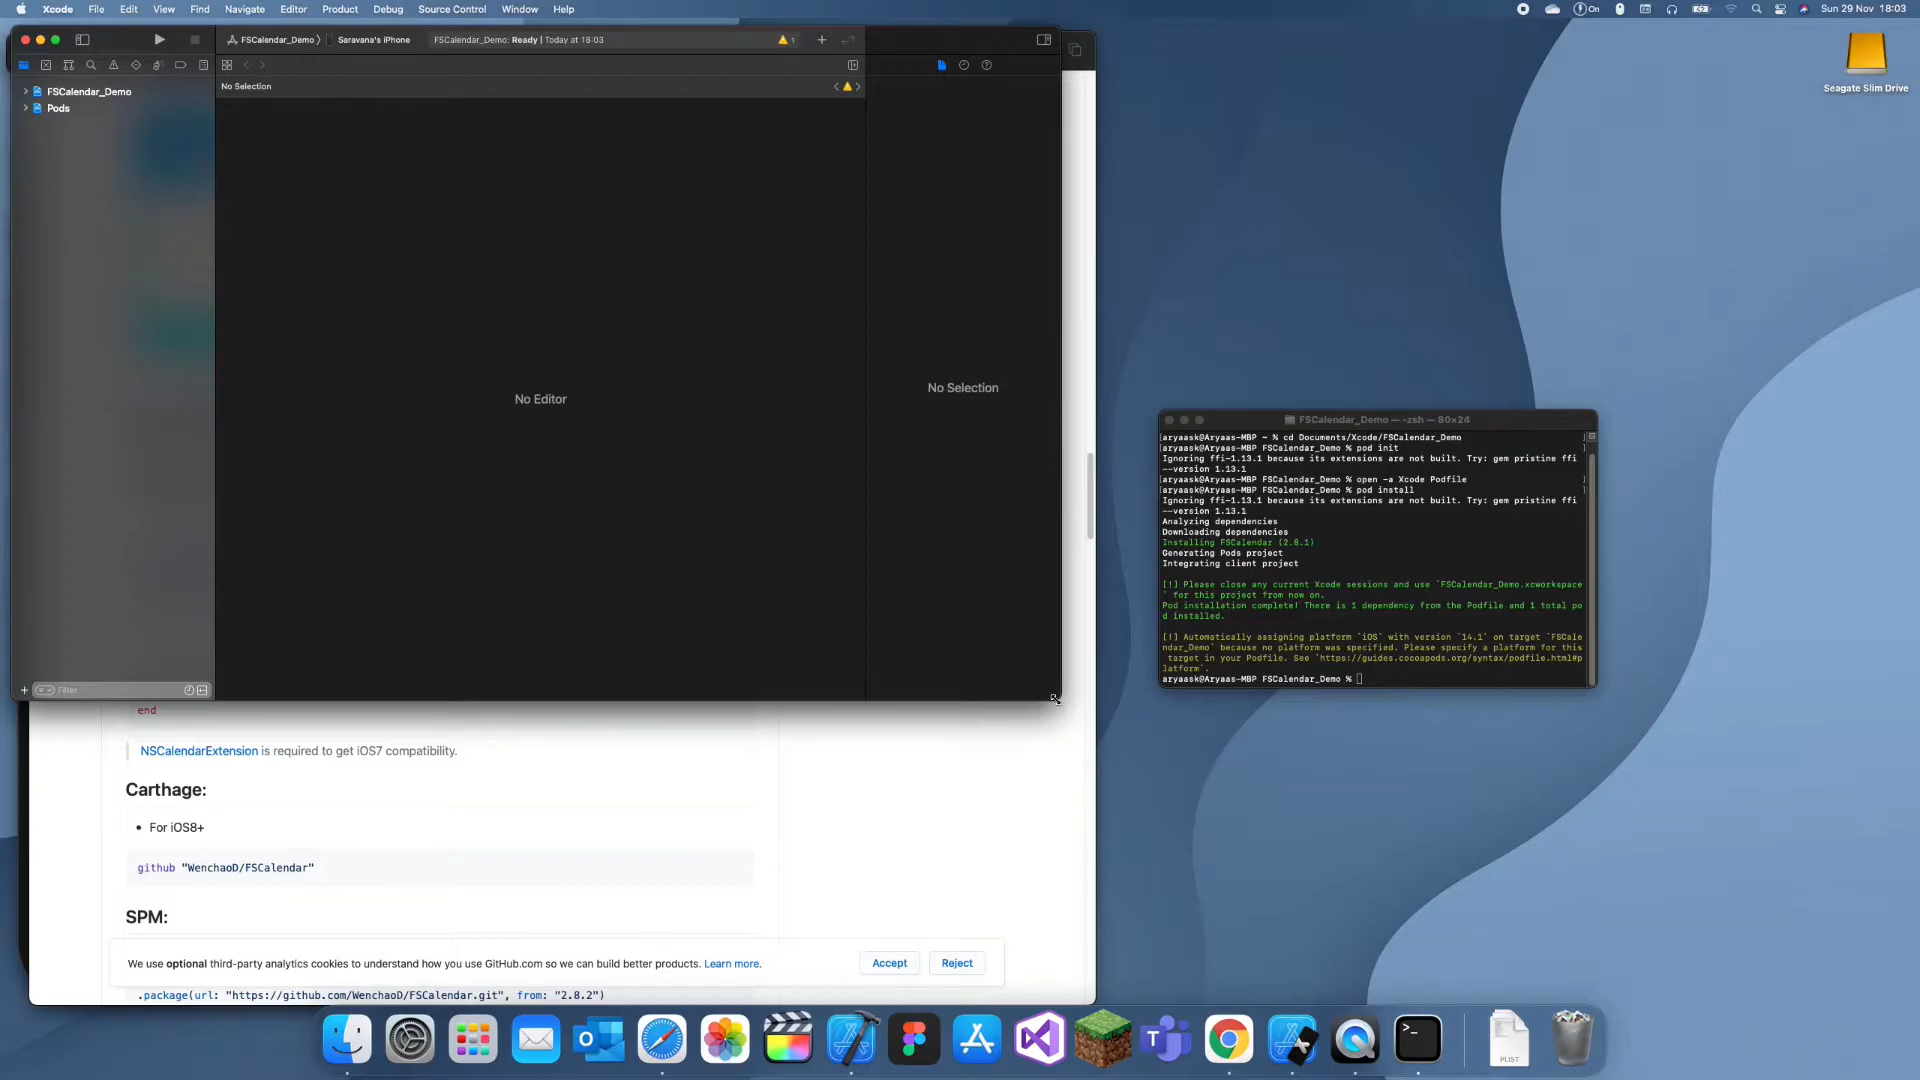 Xcode File Edit View Find Navigate Editor Product Debug Source Control Window Help
On Sun 29 Nov 18:03
FSCalendar_Demo 〉 Saravana's iPhone FSCalendar_Demo: Ready | Today at 18:03 1
No Selection
FSCalendar_Demo
Pods
No Editor
No Selection
Filter
Seagate Slim Drive
FSCalendar_Demo — -zsh — 80×24
[aryaask@Aryaas-MBP ~ % cd Documents/Xcode/FSCalendar_Demo ]
[aryaask@Aryaas-MBP FSCalendar_Demo % pod init
Ignoring ffi-1.13.1 because its extensions are not built. Try: gem pristine ffi
--version 1.13.1
[aryaask@Aryaas-MBP FSCalendar_Demo % open -a Xcode Podfile ]
[aryaask@Aryaas-MBP FSCalendar_Demo % pod install ]
Ignoring ffi-1.13.1 because its extensions are not built. Try: gem pristine ffi
--version 1.13.1
Analyzing dependencies
Downloading dependencies
Installing FSCalendar (2.8.1)
Generating Pods project
Integrating client project
[!] Please close any current Xcode sessions and use `FSCalendar_Demo.xcworkspace
` for this project from now on.
Pod installation complete! There is 1 dependency from the Podfile and 1 total po
d installed.
[!] Automatically assigning platform `iOS` with version `14.1` on target `FSCale
ndar_Demo` because no platform was specified. Please specify a platform for this
target in your Podfile. See `https://guides.cocoapods.org/syntax/podfile.html#p
latform`.
aryaask@Aryaas-MBP FSCalendar_Demo %
end
NSCalendarExtension is required to get iOS7 compatibility.
Carthage:
• For iOS8+
github "WenchaoD/FSCalendar"
SPM:
We use optional third-party analytics cookies to understand how you use GitHub.com so we can build better products. Learn more.
Accept Reject
.package(url: "https://github.com/WenchaoD/FSCalendar.git", from: "2.8.2")
PLIST